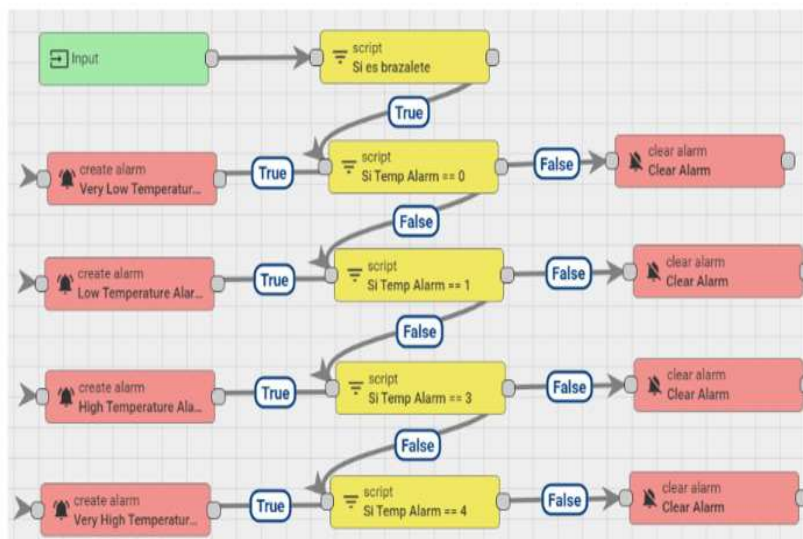 Input
script
Si es brazalete
True
create alarm
Very Low Temperatur...
True
script
Si Temp Alarm == 0
False
clear alarm
Clear Alarm
False
create alarm
Low Temperature Alar...
True
script
Si Temp Alarm == 1
False
clear alarm
Clear Alarm
False
create alarm
High Temperature Ala...
True
script
Si Temp Alarm == 3
False
clear alarm
Clear Alarm
False
create alarm
Very High Temperatur...
True
script
Si Temp Alarm == 4
False
clear alarm
Clear Alarm